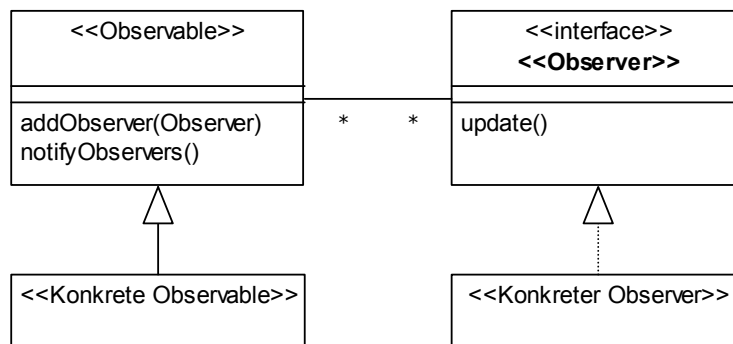 <<Observable>>
addObserver(Observer)
notifyObservers()
<<interface>>
<<Observer>>
update()
* *
<<Konkrete Observable>>
<<Konkreter Observer>>